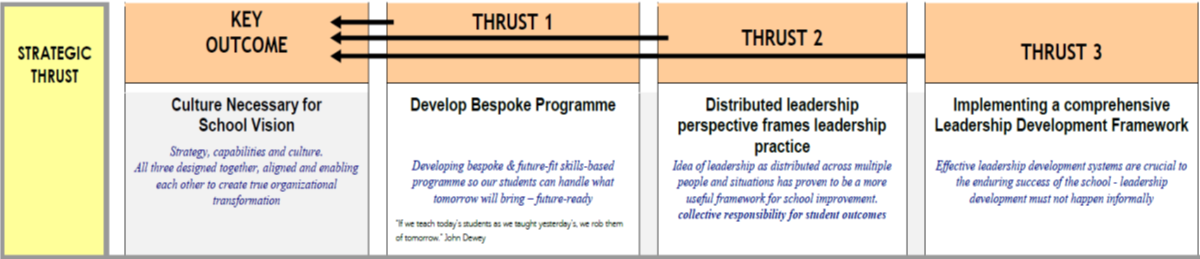 STRATEGIC
THRUST
KEY
OUTCOME
THRUST 1
THRUST 2
THRUST 3
Culture Necessary for
School Vision
Strategy, capabilities and culture.
All three designed together, aligned and enabling
each other to create true organizational
transformation
Develop Bespoke Programme
Developing bespoke & future-fit skills-based
programme so our students can handle what
tomorrow will bring – future-ready
"If we teach today's students as we taught yesterday's, we rob them
of tomorrow." John Dewey
Distributed leadership
perspective frames leadership
practice
Idea of leadership as distributed across multiple
people and situations has proven to be a more
useful framework for school improvement.
collective responsibility for student outcomes
Implementing a comprehensive
Leadership Development Framework
Effective leadership development systems are crucial to
the enduring success of the school - leadership
development must not happen informally